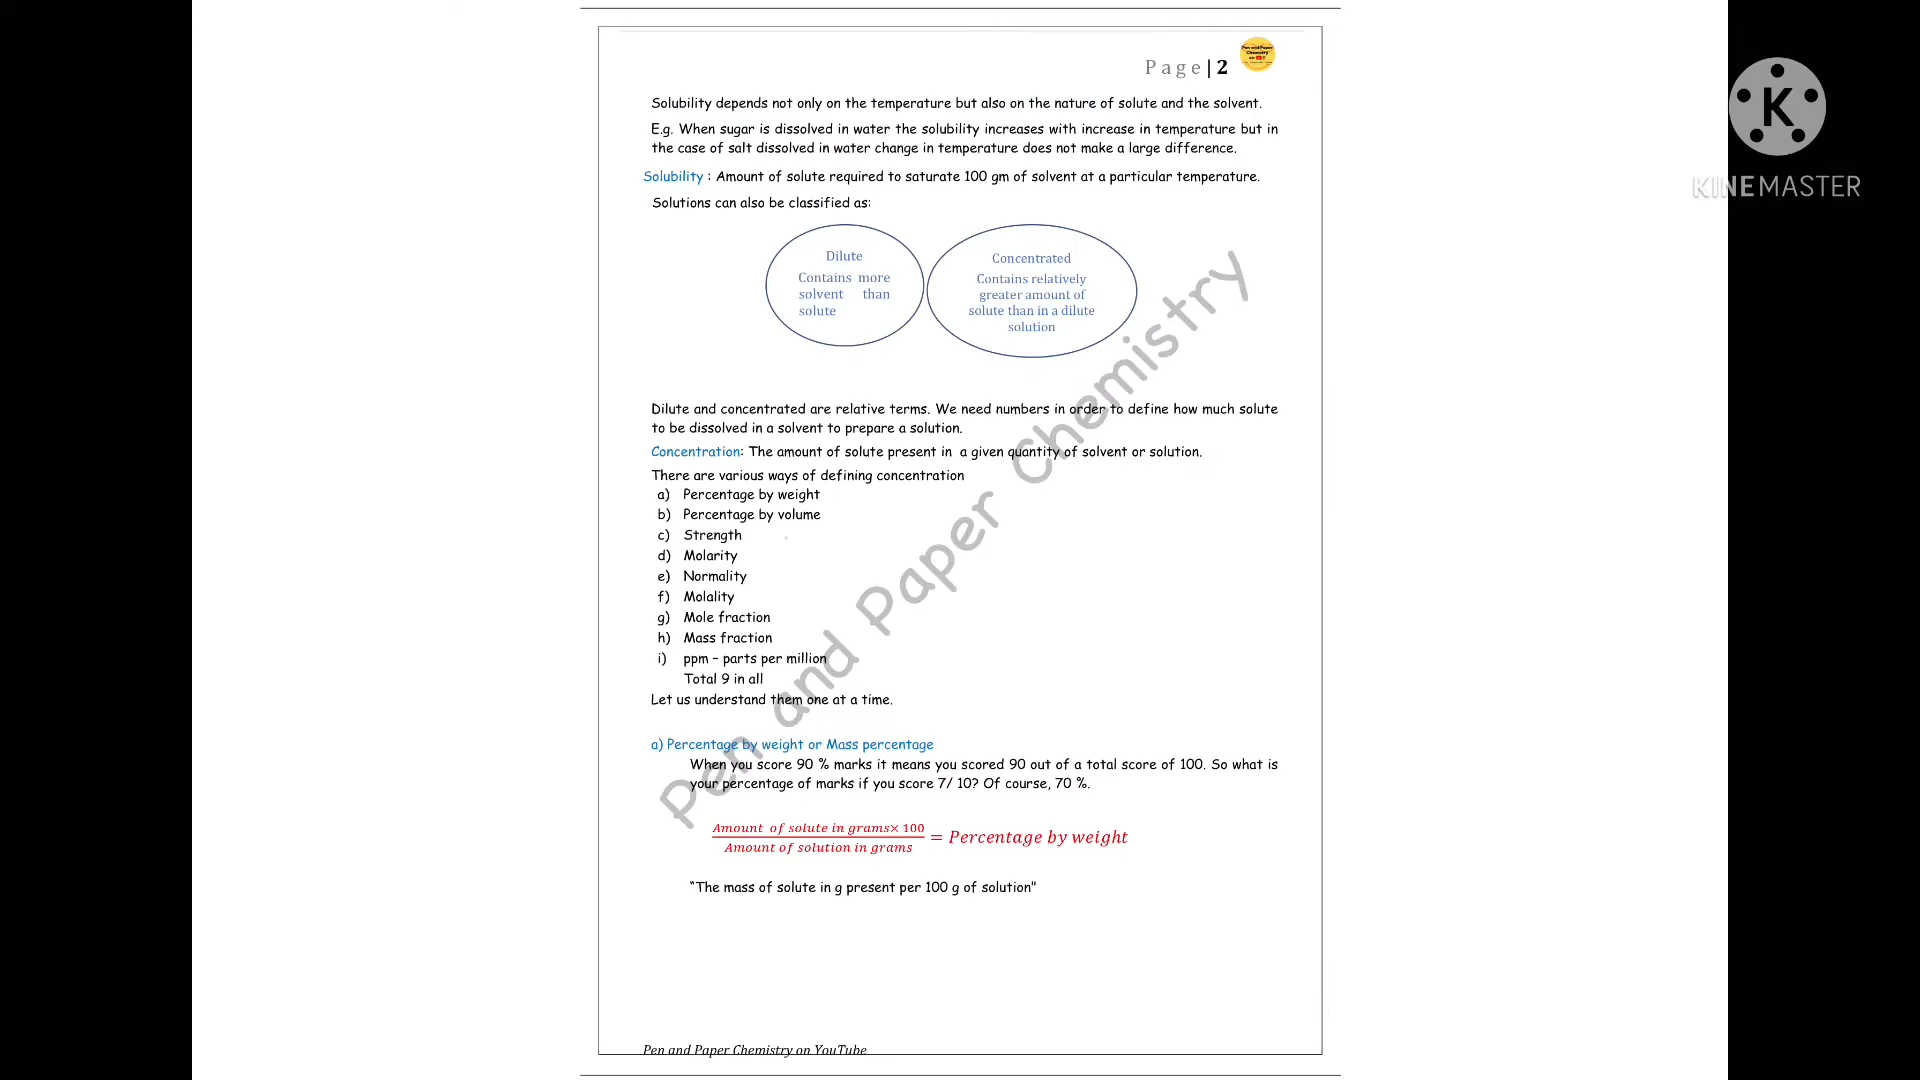 Page|2
Pen and Paper
Chemistry
Solubility depends not only on the temperature but also on the nature of solute and the solvent.
E.g. When sugar is dissolved in water the solubility increases with increase in temperature but in
the case of salt dissolved in water change in temperature does not make a large difference.
Solubility : Amount of solute required to saturate 100 gm of solvent at a particular temperature.
Solutions can also be classified as:
Dilute
Contains more
solvent than
solute
Concentrated
Contains relatively
greater amount of
solute than in a dilute
solution
Dilute and concentrated are relative terms. We need numbers in order to define how much solute
to be dissolved in a solvent to prepare a solution.
Concentration: The amount of solute present in a given quantity of solvent or solution.
There are various ways of defining concentration
a) Percentage by weight
b) Percentage by volume
c) Strength
d) Molarity
e) Normality
f) Molality
g) Mole fraction
h) Mass fraction
i) ppm – parts per million
Total 9 in all
Let us understand them one at a time.
a) Percentage by weight or Mass percentage
When you score 90 % marks it means you scored 90 out of a total score of 100. So what is
your percentage of marks if you score 7/ 10? Of course, 70 %.
Amount of solute in grams× 100
= Percentage by weight
Amount of solution in grams
“The mass of solute in g present per 100 g of solution"
Pen and Paper Chemistry on YouTube
Pen and Paper Chemistry
K
KINEMASTER